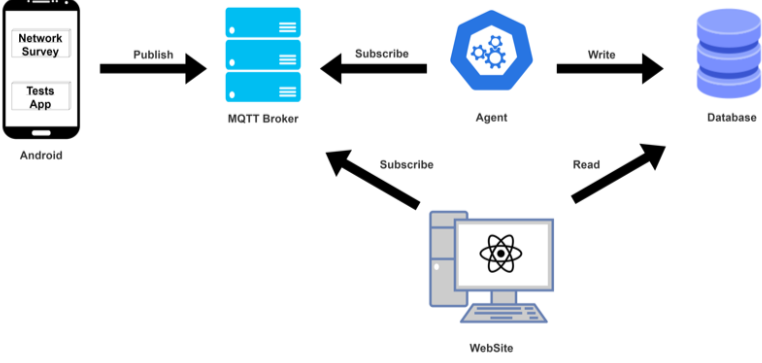 Network
Survey
Tests
App
Android
Publish
MQTT Broker
Subscribe
Agent
Write
Database
Subscribe
Read
WebSite